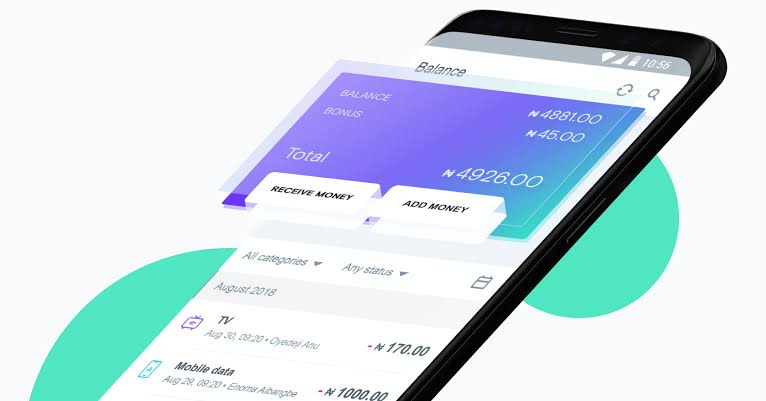 10:56
Balance
BALANCE ₦ 4881.00
BONUS ₦ 45.00
Total ₦ 4926.00
RECEIVE MONEY ADD MONEY
All categories Any status
August 2018
TV
Aug 30, 09:20 • Oyedeji Anu - ₦ 170.00
Mobile data
Aug 29, 09:20 • Enoma Aibangbe - ₦ 1000.00